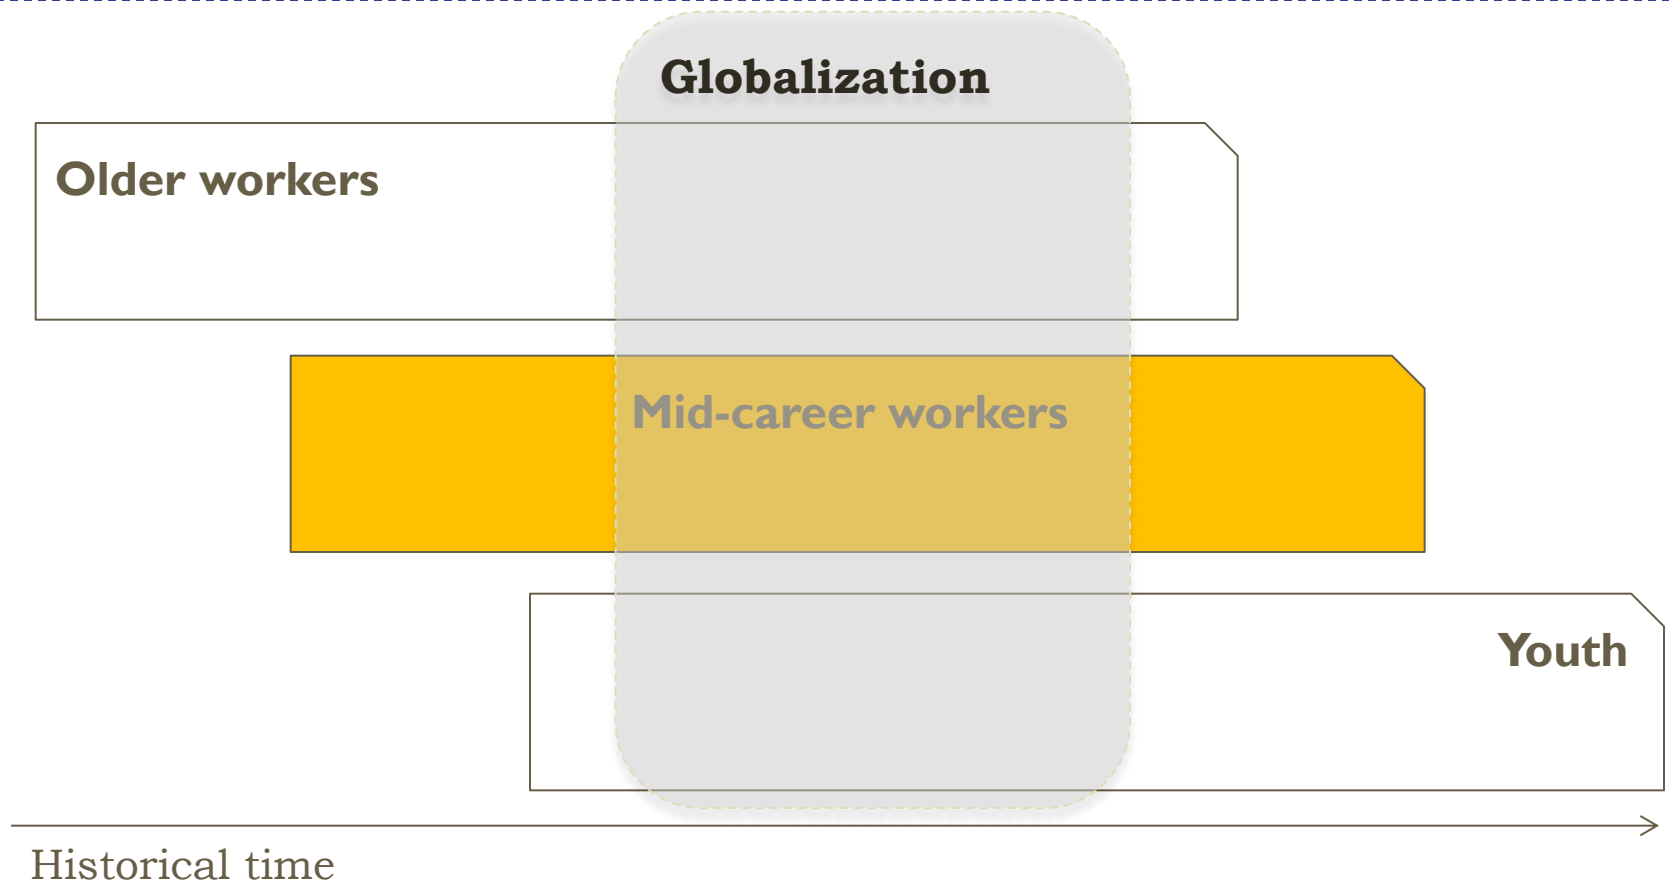 Globalization
Older workers
Mid-career workers
Youth
Historical time